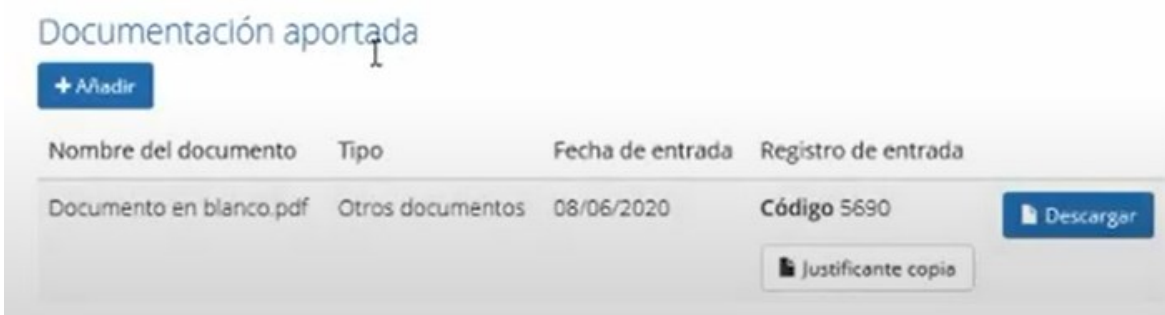 Documentación aportada
+ Añadir
Nombre del documento Tipo Fecha de entrada Registro de entrada
Documento en blanco.pdf Otros documentos 08/06/2020 Código 5690 Descargar
Justificante copia